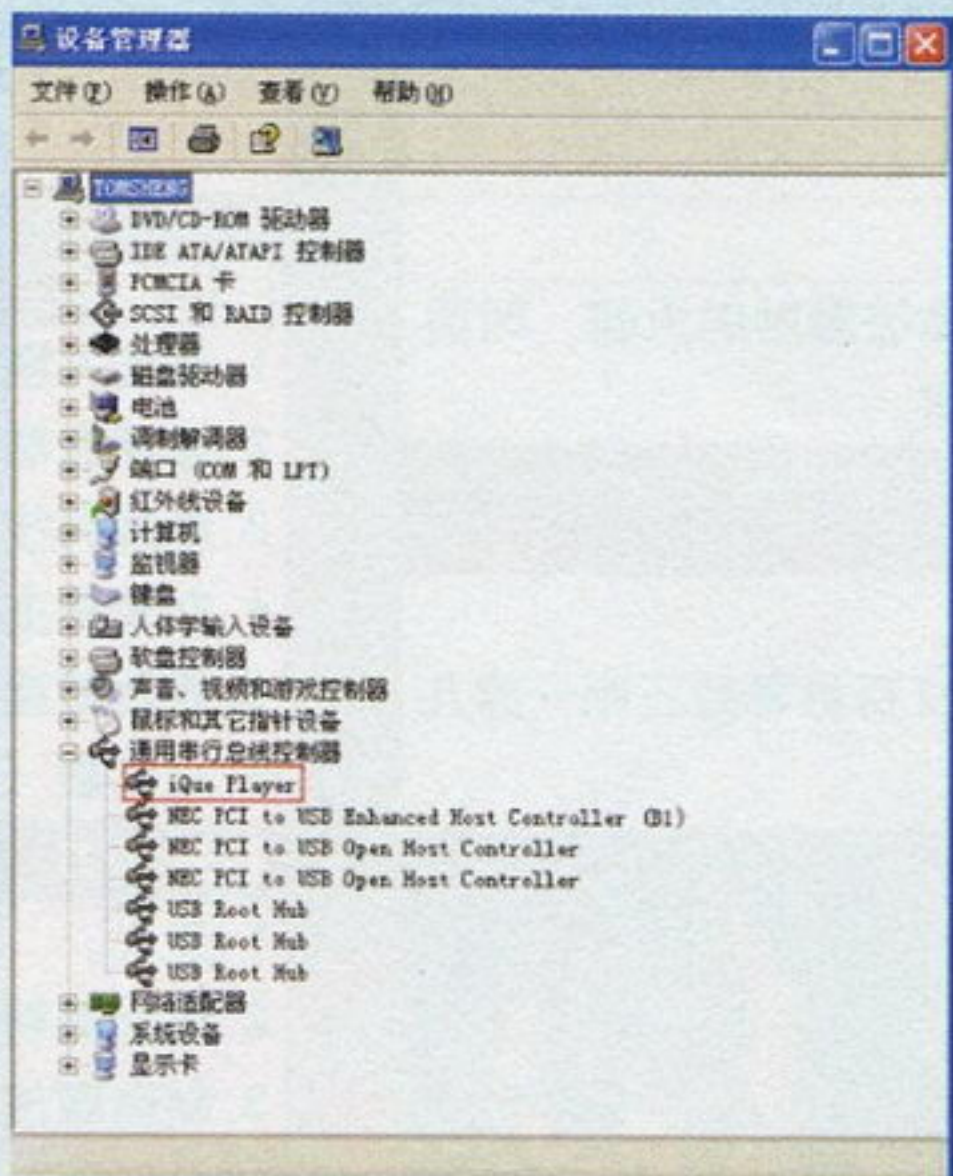 设备管理器
文件(F) 操作(A) 查看(V) 帮助(H)
TOMSHENG
DVD/CD-ROM 驱动器
IDE ATA/ATAPI 控制器
PCMCIA 卡
SCSI 和 RAID 控制器
处理器
磁盘驱动器
电池
调制解调器
端口 (COM 和 LPT)
红外线设备
计算机
监视器
键盘
人体学输入设备
软盘控制器
声音、视频和游戏控制器
鼠标和其它指针设备
通用串行总线控制器
iQue Player
NEC PCI to USB Enhanced Host Controller (B1)
NEC PCI to USB Open Host Controller
NEC PCI to USB Open Host Controller
USB Root Hub
USB Root Hub
USB Root Hub
网络适配器
系统设备
显示卡